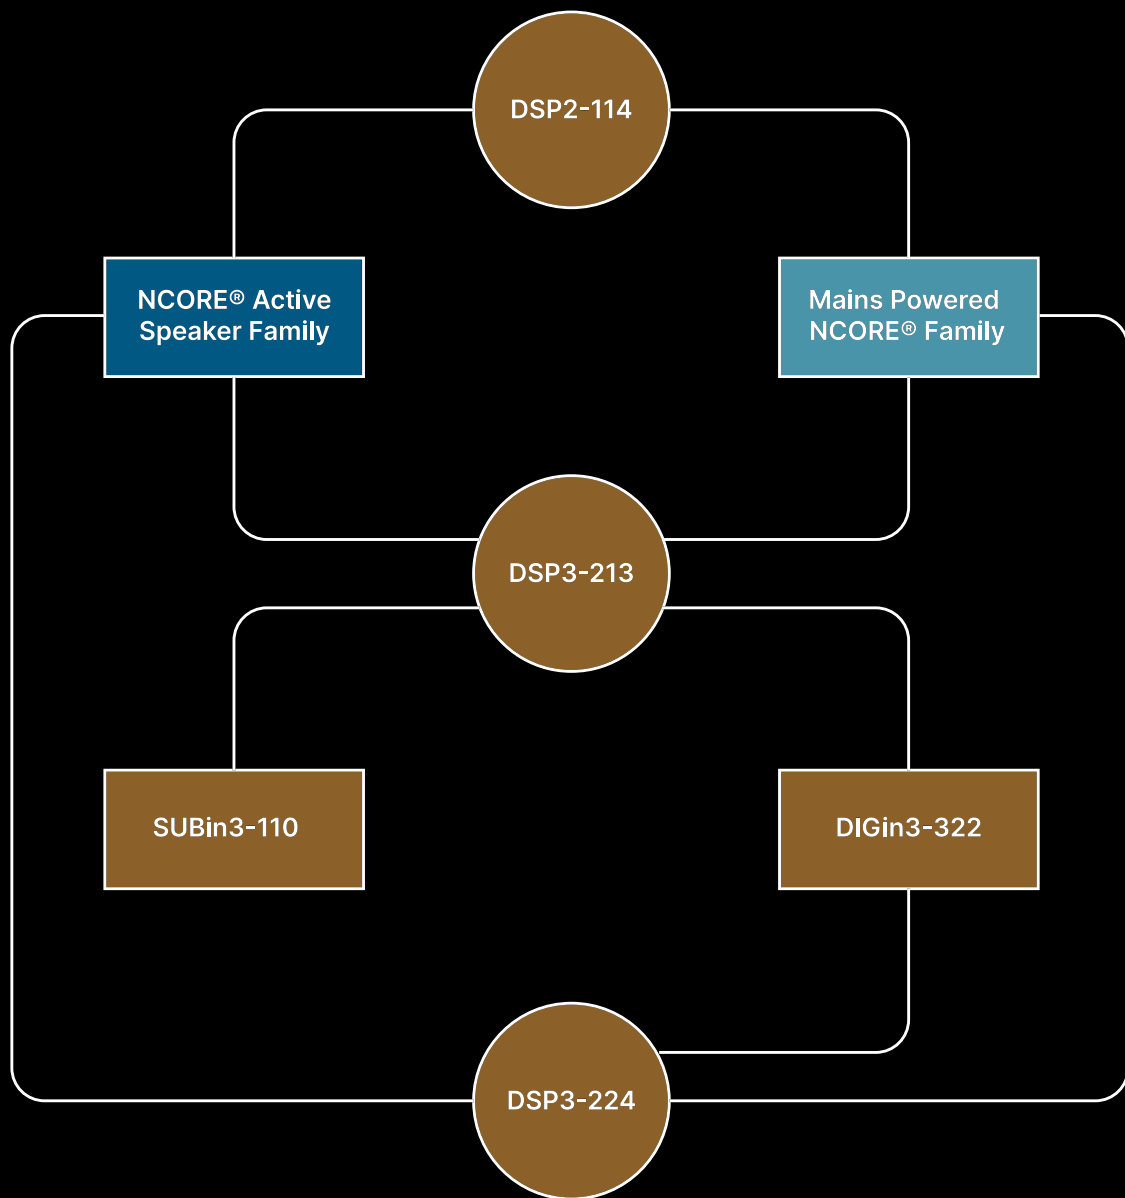 DSP2-114
NCORE® Active
Speaker Family
Mains Powered
NCORE® Family
DSP3-213
SUBin3-110
DIGin3-322
DSP3-224